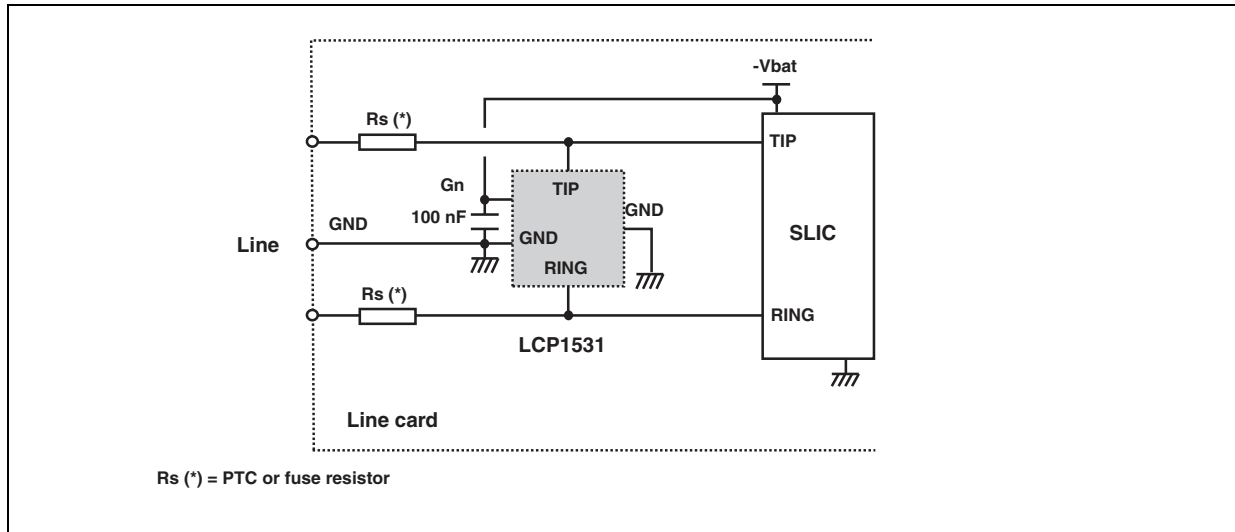 -Vbat
Rs (*)
TIP
Gn
TIP
100 nF
GND
GND
GND
SLIC
Line
RING
Rs (*)
RING
LCP1531
Line card
Rs (*) = PTC or fuse resistor